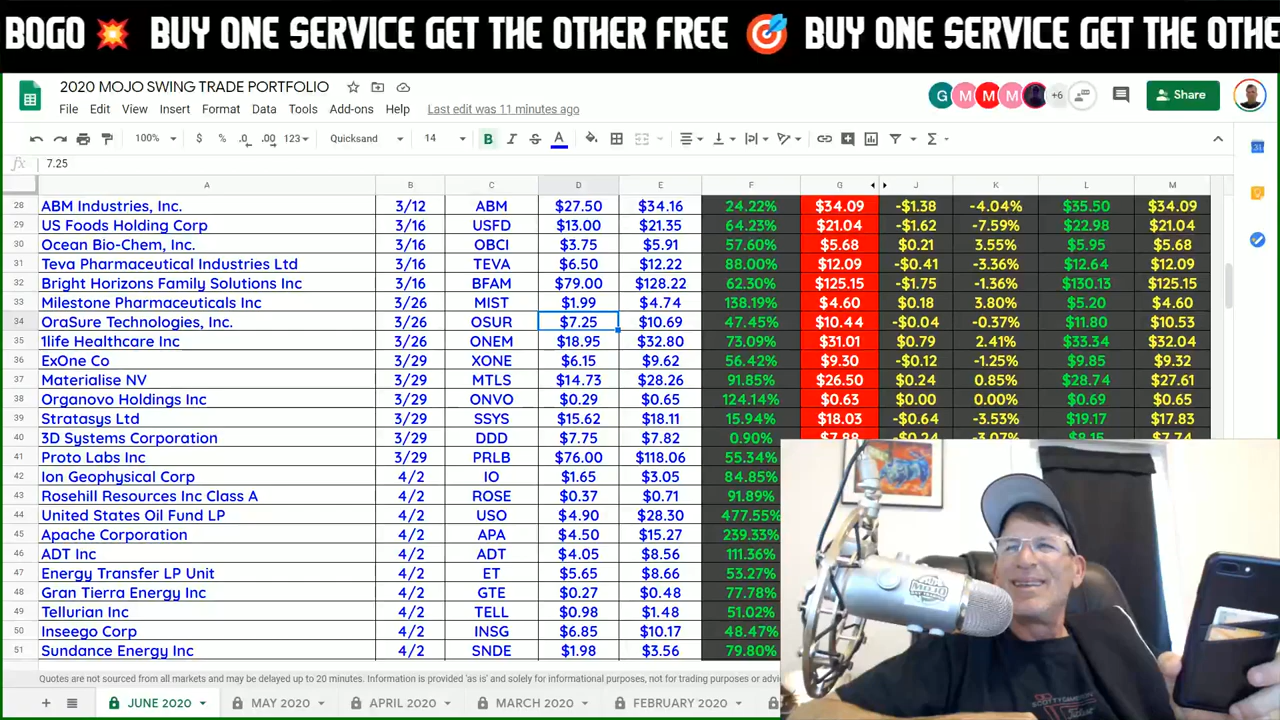 BOGO💥 BUY ONE SERVICE GET THE OTHER FREE 🎯 BUY ONE SERVICE GET THE OTHE
2020 MOJO SWING TRADE PORTFOLIO
G M M M +6 Share
File Edit View Insert Format Data Tools Add-ons Help Last edit was 11 minutes ago
100% $ % .0 .00 123 Quicksand 14 B I S A
fx 7.25
A B D C E F G J K L M
28 ABM Industries, Inc. 3/12 ABM $27.50 $34.16 24.22% $34.09 -$1.38 -4.04% $35.50 $34.09
29 US Foods Holding Corp 3/16 USFD $13.00 $21.35 64.23% $21.04 -$1.62 -7.59% $22.98 $21.04
30 Ocean Bio-Chem, Inc. 3/16 OBCI $3.75 $5.91 57.60% $5.68 $0.21 3.55% $5.95 $5.68
31 Teva Pharmaceutical Industries Ltd 3/16 TEVA $6.50 $12.22 88.00% $12.09 -$0.41 -3.36% $12.64 $12.09
32 Bright Horizons Family Solutions Inc 3/16 BFAM $79.00 $128.22 62.30% $125.15 -$1.75 -1.36% $130.13 $125.15
33 Milestone Pharmaceuticals Inc 3/26 MIST $1.99 $4.74 138.19% $4.60 $0.18 3.80% $5.20 $4.60
34 OraSure Technologies, Inc. 3/26 OSUR $7.25 $10.69 47.45% $10.44 -$0.04 -0.37% $11.80 $10.53
35 1life Healthcare Inc 3/26 ONEM $18.95 $32.80 73.09% $31.01 $0.79 2.41% $33.34 $32.04
36 ExOne Co 3/29 XONE $6.15 $9.62 56.42% $9.30 -$0.12 -1.25% $9.85 $9.32
37 Materialise NV 3/29 MTLS $14.73 $28.26 91.85% $26.50 $0.24 0.85% $28.74 $27.61
38 Organovo Holdings Inc 3/29 ONVO $0.29 $0.65 124.14% $0.63 $0.00 0.00% $0.69 $0.65
39 Stratasys Ltd 3/29 SSYS $15.62 $18.11 15.94% $18.03 -$0.64 -3.53% $19.17 $17.83
40 3D Systems Corporation 3/29 DDD $7.75 $7.82 0.90% $7.88 -$0.24 -3.07% $8.15 $7.74
41 Proto Labs Inc 3/29 PRLB $76.00 $118.06 55.34%
42 Ion Geophysical Corp 4/2 IO $1.65 $3.05 84.85%
43 Rosehill Resources Inc Class A 4/2 ROSE $0.37 $0.71 91.89%
44 United States Oil Fund LP 4/2 USO $4.90 $28.30 477.55%
45 Apache Corporation 4/2 APA $4.50 $15.27 239.33%
46 ADT Inc 4/2 ADT $4.05 $8.56 111.36%
47 Energy Transfer LP Unit 4/2 ET $5.65 $8.66 53.27%
48 Gran Tierra Energy Inc 4/2 GTE $0.27 $0.48 77.78%
49 Tellurian Inc 4/2 TELL $0.98 $1.48 51.02%
50 Inseego Corp 4/2 INSG $6.85 $10.17 48.47%
51 Sundance Energy Inc 4/2 SNDE $1.98 $3.56 79.80%
MOJO
Quotes are not sourced from all markets and may be delayed up to 20 minutes. Information is provided 'as is' and solely for informational purposes, not for trading purposes or advi
JUNE 2020 MAY 2020 APRIL 2020 MARCH 2020 FEBRUARY 2020